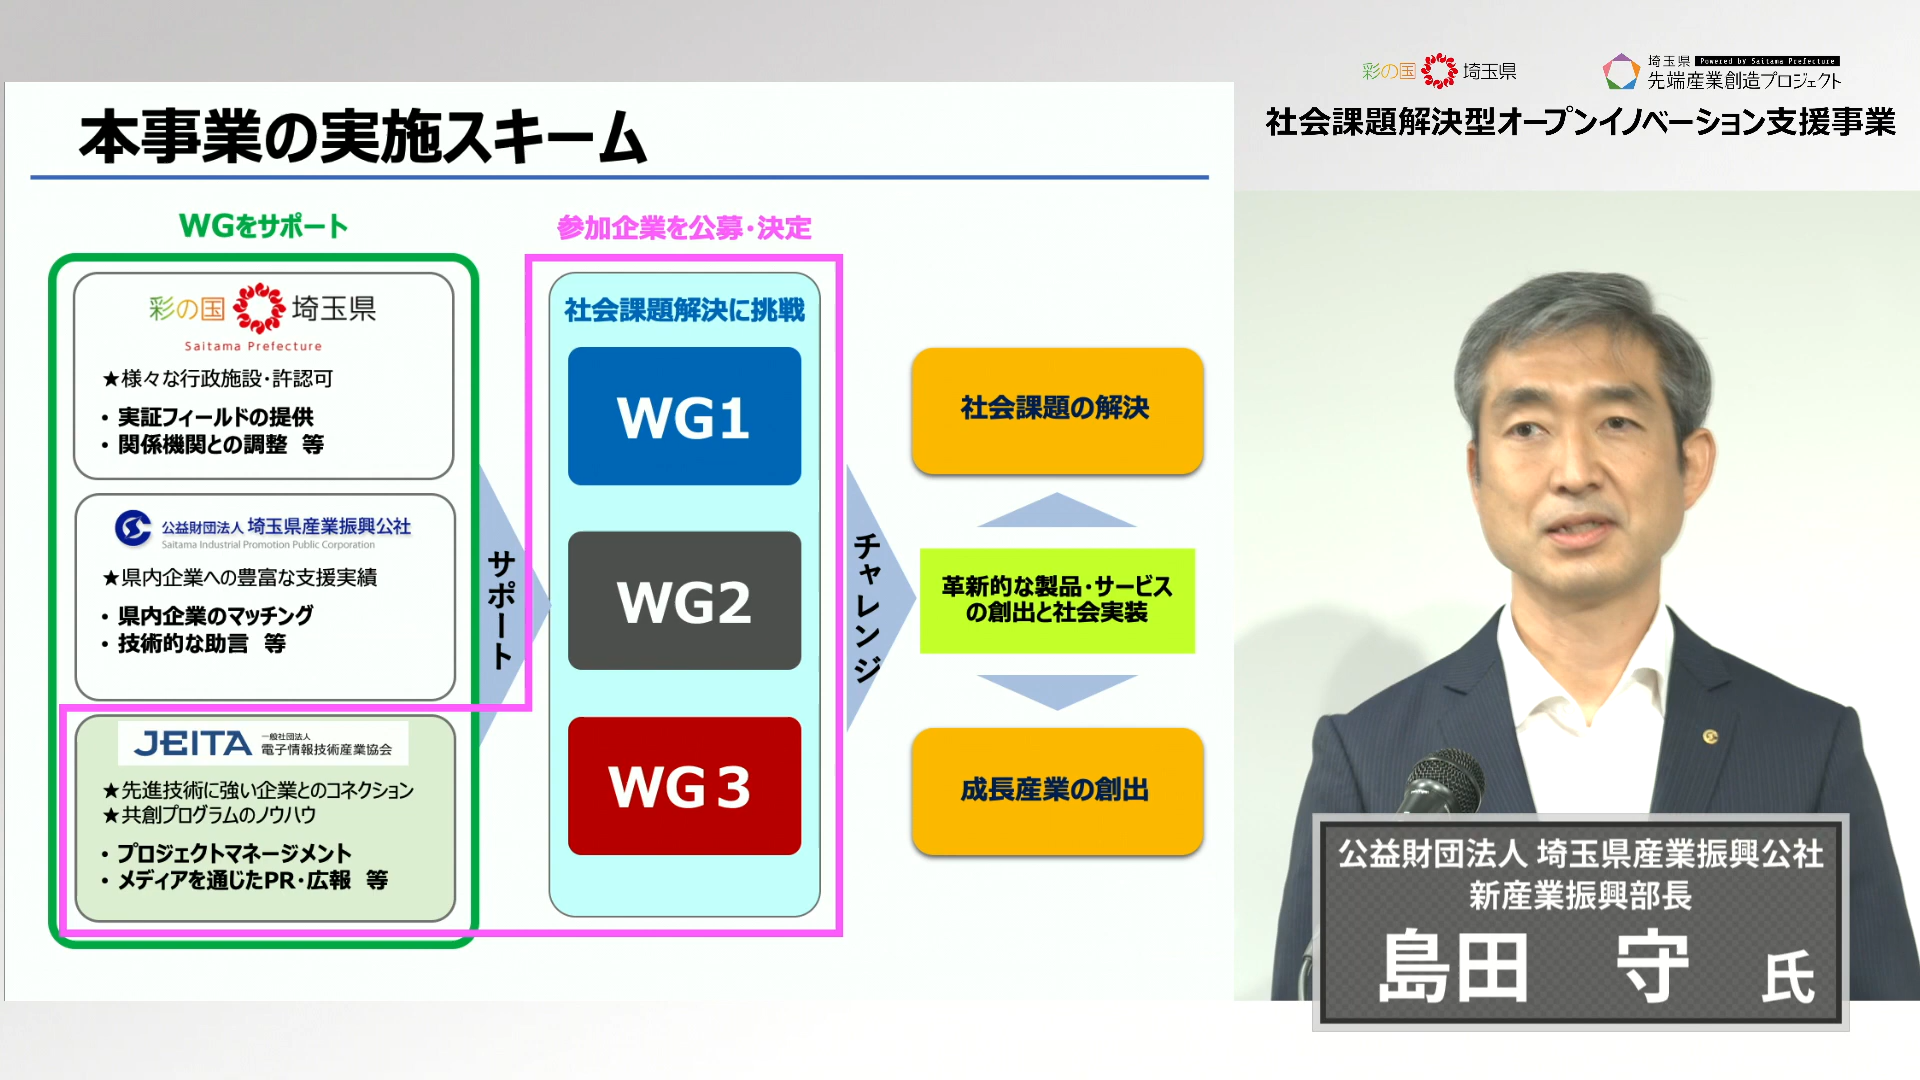 本事業の実施スキーム
WGをサポート
彩の国 埼玉県
Saitama Prefecture
★様々な行政施設・許認可
・実証フィールドの提供
・関係機関との調整 等
公益財団法人 埼玉県産業振興公社
Saitama Industrial Promotion Public Corporation
★県内企業への豊富な支援実績
・県内企業のマッチング
・技術的な助言 等
JEITA 一般社団法人
電子情報技術産業協会
★先進技術に強い企業とのコネクション
★共創プログラムのノウハウ
・プロジェクトマネージメント
・メディアを通じたPR・広報 等
サポート
参加企業を公募・決定
社会課題解決に挑戦
WG1
WG2
WG3
チャレンジ
社会課題の解決
革新的な製品・サービス
の創出と社会実装
成長産業の創出
彩の国 埼玉県
埼玉県 Powered by Saitama Prefecture
先端産業創造プロジェクト
社会課題解決型オープンイノベーション支援事業
公益財団法人 埼玉県産業振興公社
新産業振興部長
島田 守 氏